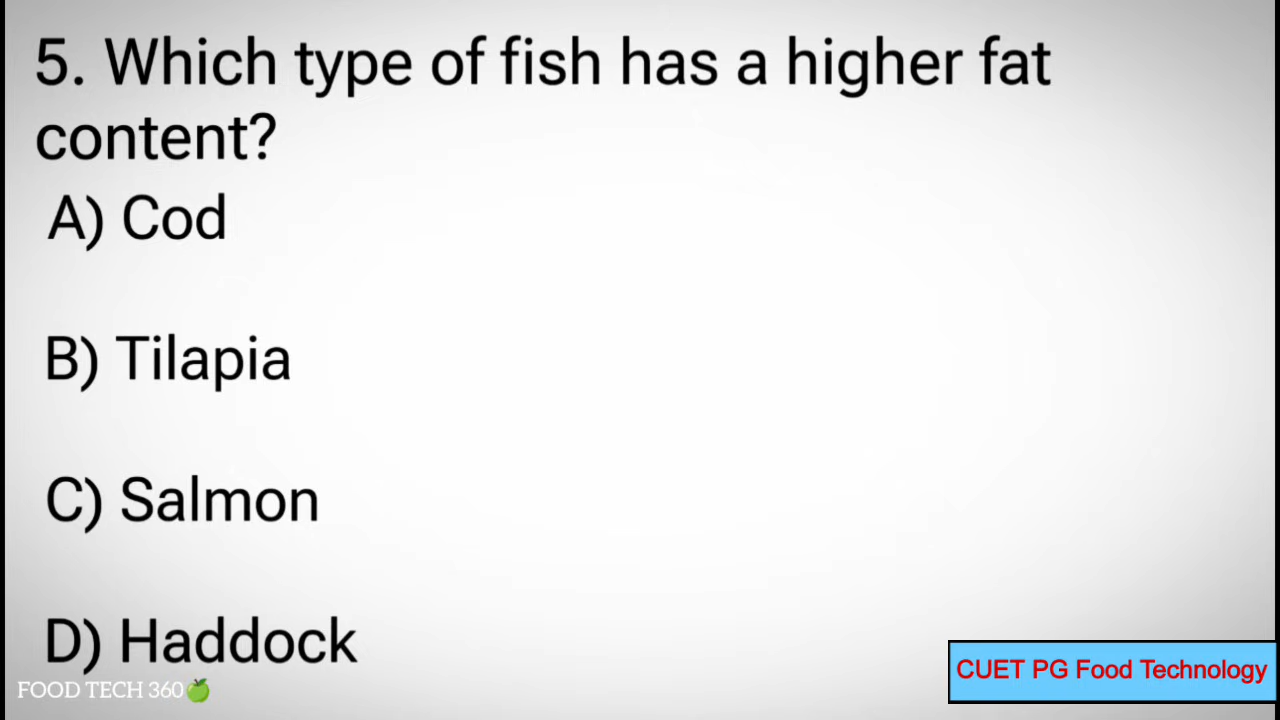 5. Which type of fish has a higher fat
content?
A) Cod
B) Tilapia
C) Salmon
D) Haddock
FOOD TECH 360🍏
CUET PG Food Technology